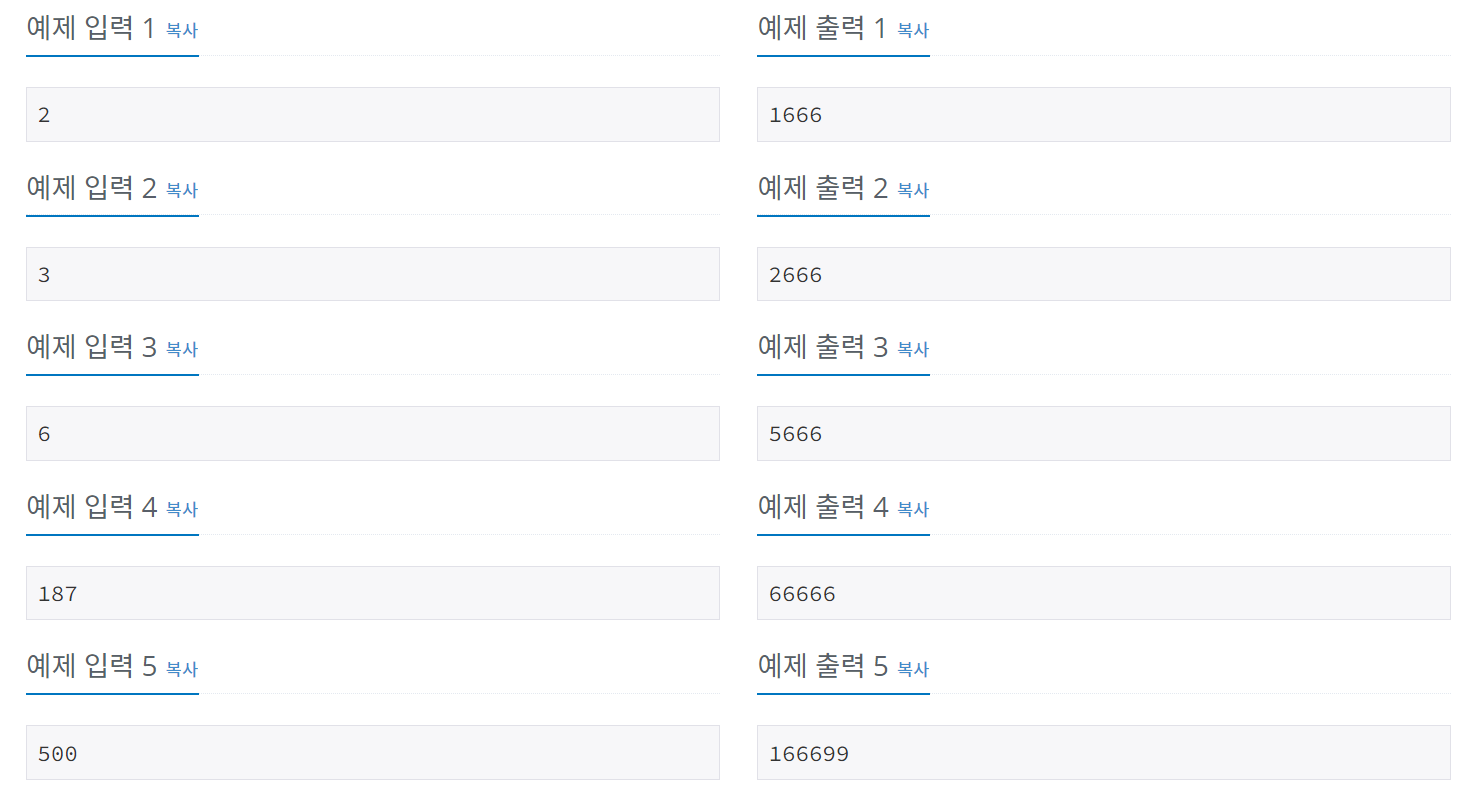 예제 입력 1 복사
예제 출력 1 복사
2
1666
예제 입력 2 복사
예제 출력 2 복사
3
2666
예제 입력 3 복사
예제 출력 3 복사
6
5666
예제 입력 4 복사
예제 출력 4 복사
187
66666
예제 입력 5 복사
예제 출력 5 복사
500
166699